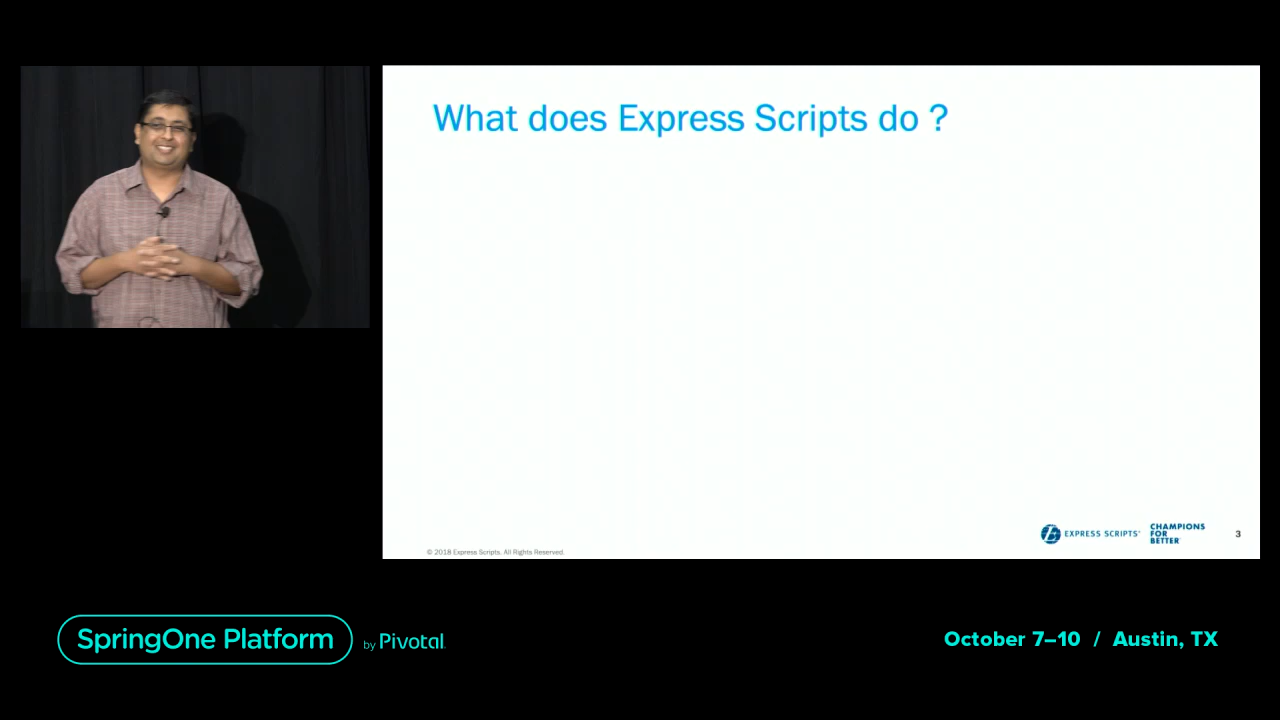 What does Express Scripts do ?
EXPRESS SCRIPTS®
CHAMPIONS
FOR
BETTER
3
© 2018 Express Scripts. All Rights Reserved.
SpringOne Platform
by Pivotal
October 7–10 / Austin, TX